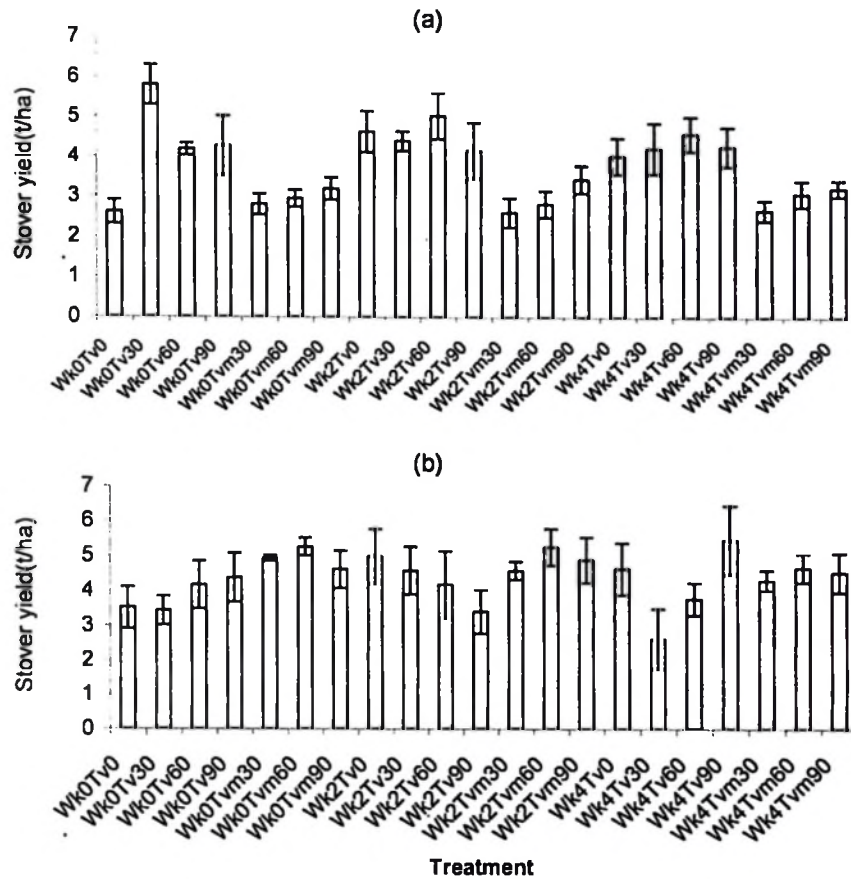 (a)
Stover yield(t/ha)
7
6
5
4
3
2
1
0
Wk0Tv0
Wk0Tv30
Wk0Tv60
Wk0Tv90
Wk0Tvm30
Wk0Tvm60
Wk0Tvm90
Wk2Tv0
Wk2Tv30
Wk2Tv60
Wk2Tv90
Wk2Tvm30
Wk2Tvm60
Wk2Tvm90
Wk4Tv0
Wk4Tv30
Wk4Tv60
Wk4Tv90
Wk4Tvm30
Wk4Tvm60
Wk4Tvm90
(b)
Stover yield(t/ha)
7
6
5
4
3
2
1
0
Wk0Tv0
Wk0Tv30
Wk0Tv60
Wk0Tv90
Wk0Tvm30
Wk0Tvm60
Wk0Tvm90
Wk2Tv0
Wk2Tv30
Wk2Tv60
Wk2Tv90
Wk2Tvm30
Wk2Tvm60
Wk2Tvm90
Wk4Tv0
Wk4Tv30
Wk4Tv60
Wk4Tv90
Wk4Tvm30
Wk4Tvm60
Wk4Tvm90
Treatment